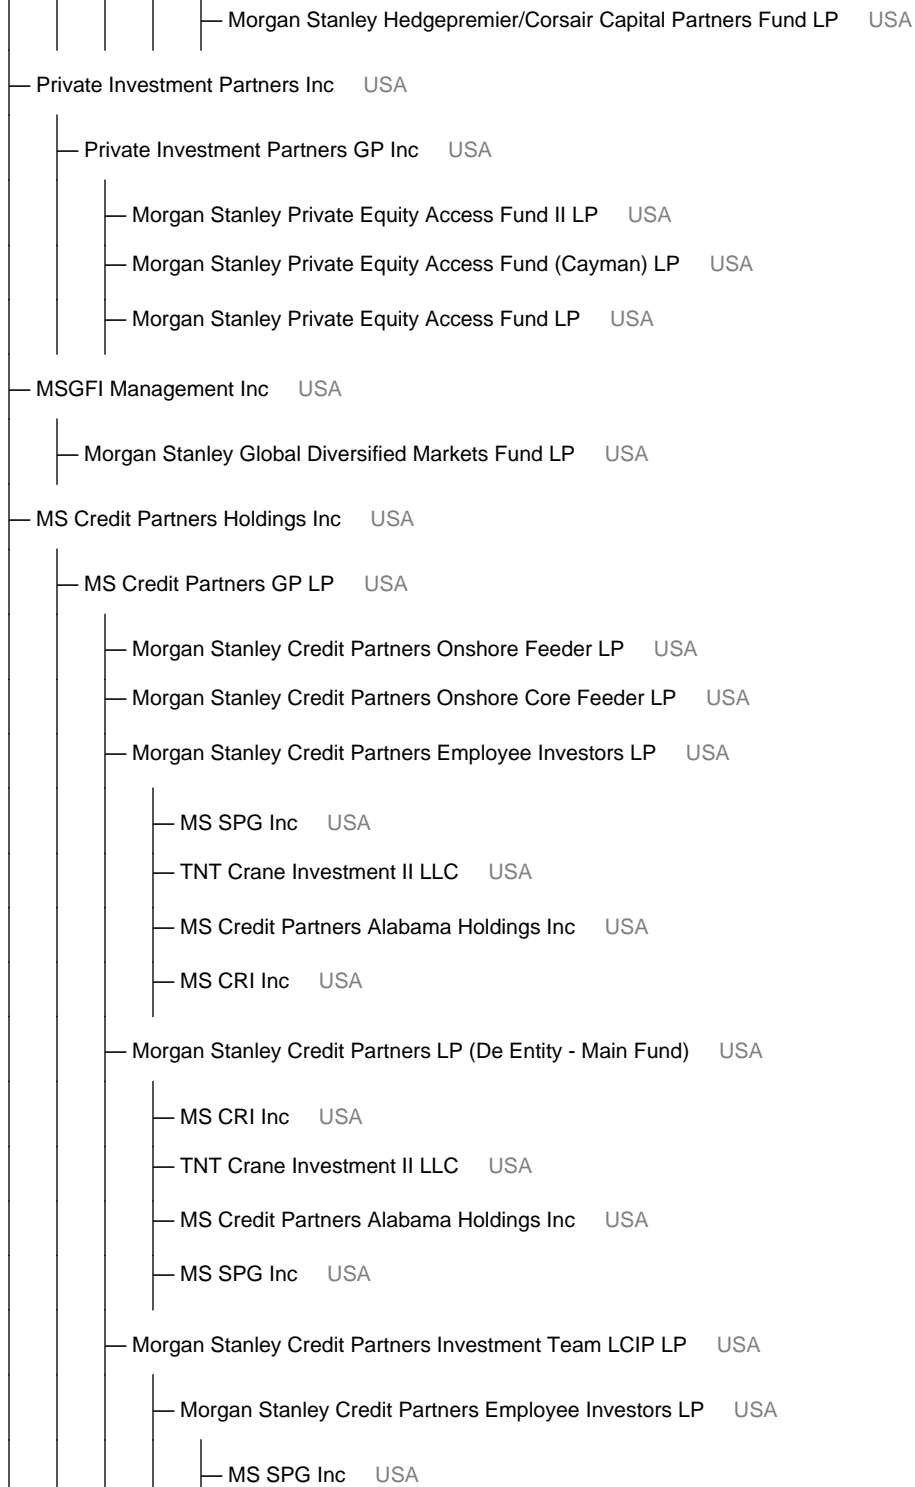 Morgan Stanley Hedgepremier/Corsair Capital Partners Fund LP USA
Private Investment Partners Inc USA
Private Investment Partners GP Inc USA
Morgan Stanley Private Equity Access Fund II LP USA
Morgan Stanley Private Equity Access Fund (Cayman) LP USA
Morgan Stanley Private Equity Access Fund LP USA
MSGFI Management Inc USA
Morgan Stanley Global Diversified Markets Fund LP USA
MS Credit Partners Holdings Inc USA
MS Credit Partners GP LP USA
Morgan Stanley Credit Partners Onshore Feeder LP USA
Morgan Stanley Credit Partners Onshore Core Feeder LP USA
Morgan Stanley Credit Partners Employee Investors LP USA
MS SPG Inc USA
TNT Crane Investment II LLC USA
MS Credit Partners Alabama Holdings Inc USA
MS CRI Inc USA
Morgan Stanley Credit Partners LP (De Entity - Main Fund) USA
MS CRI Inc USA
TNT Crane Investment II LLC USA
MS Credit Partners Alabama Holdings Inc USA
MS SPG Inc USA
Morgan Stanley Credit Partners Investment Team LCIP LP USA
Morgan Stanley Credit Partners Employee Investors LP USA
MS SPG Inc USA